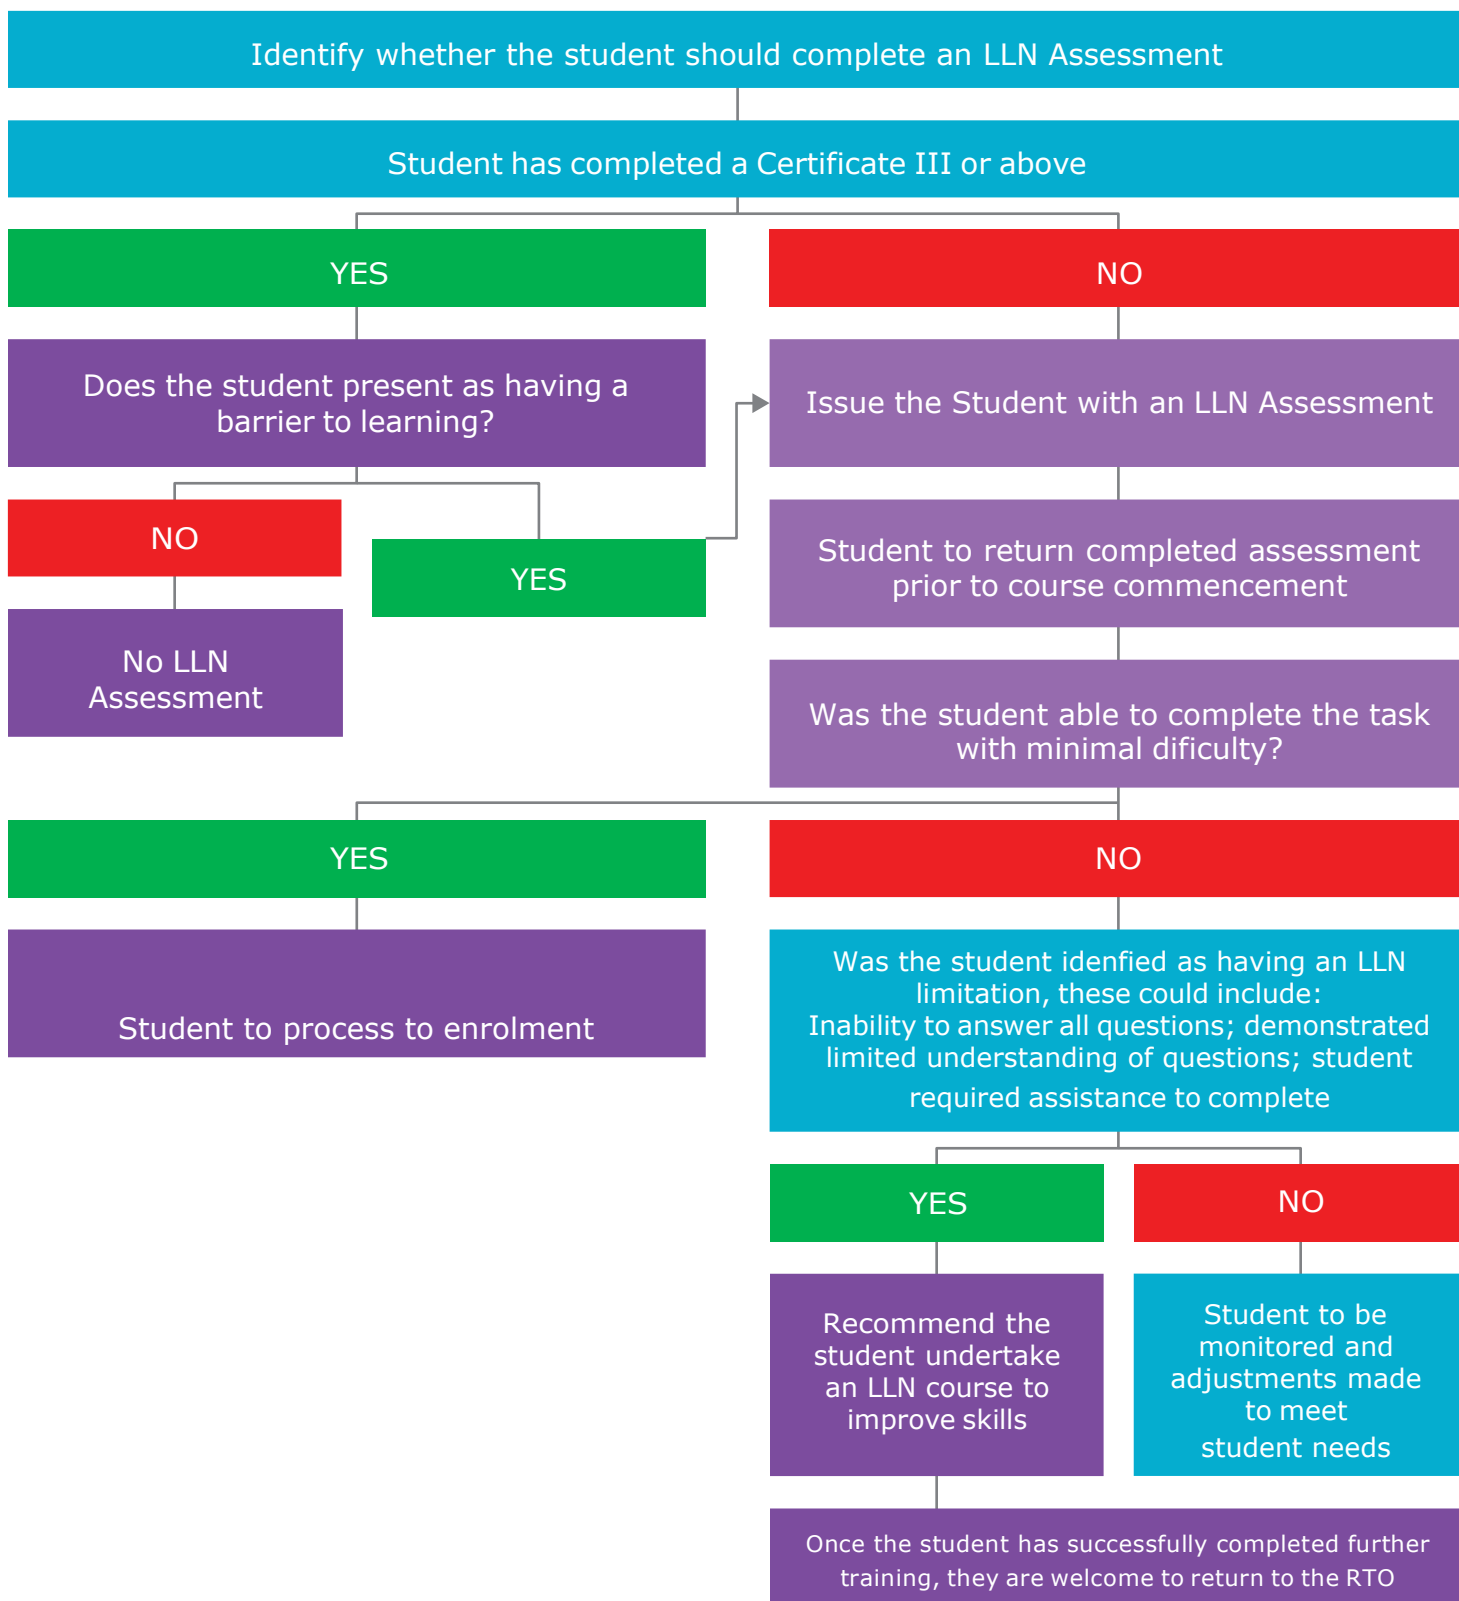 Identify whether the student should complete an LLN Assessment
Student has completed a Certificate III or above
YES
NO
Does the student present as having a
barrier to learning?
Issue the Student with an LLN Assessment
NO
YES
Student to return completed assessment
prior to course commencement
No LLN
Assessment
Was the student able to complete the task
with minimal dificulty?
YES
NO
Student to process to enrolment
Was the student idenfied as having an LLN
limitation, these could include:
Inability to answer all questions; demonstrated
limited understanding of questions; student
required assistance to complete
YES
NO
Recommend the
student undertake
an LLN course to
improve skills
Student to be
monitored and
adjustments made
to meet
student needs
Once the student has successfully completed further
training, they are welcome to return to the RTO